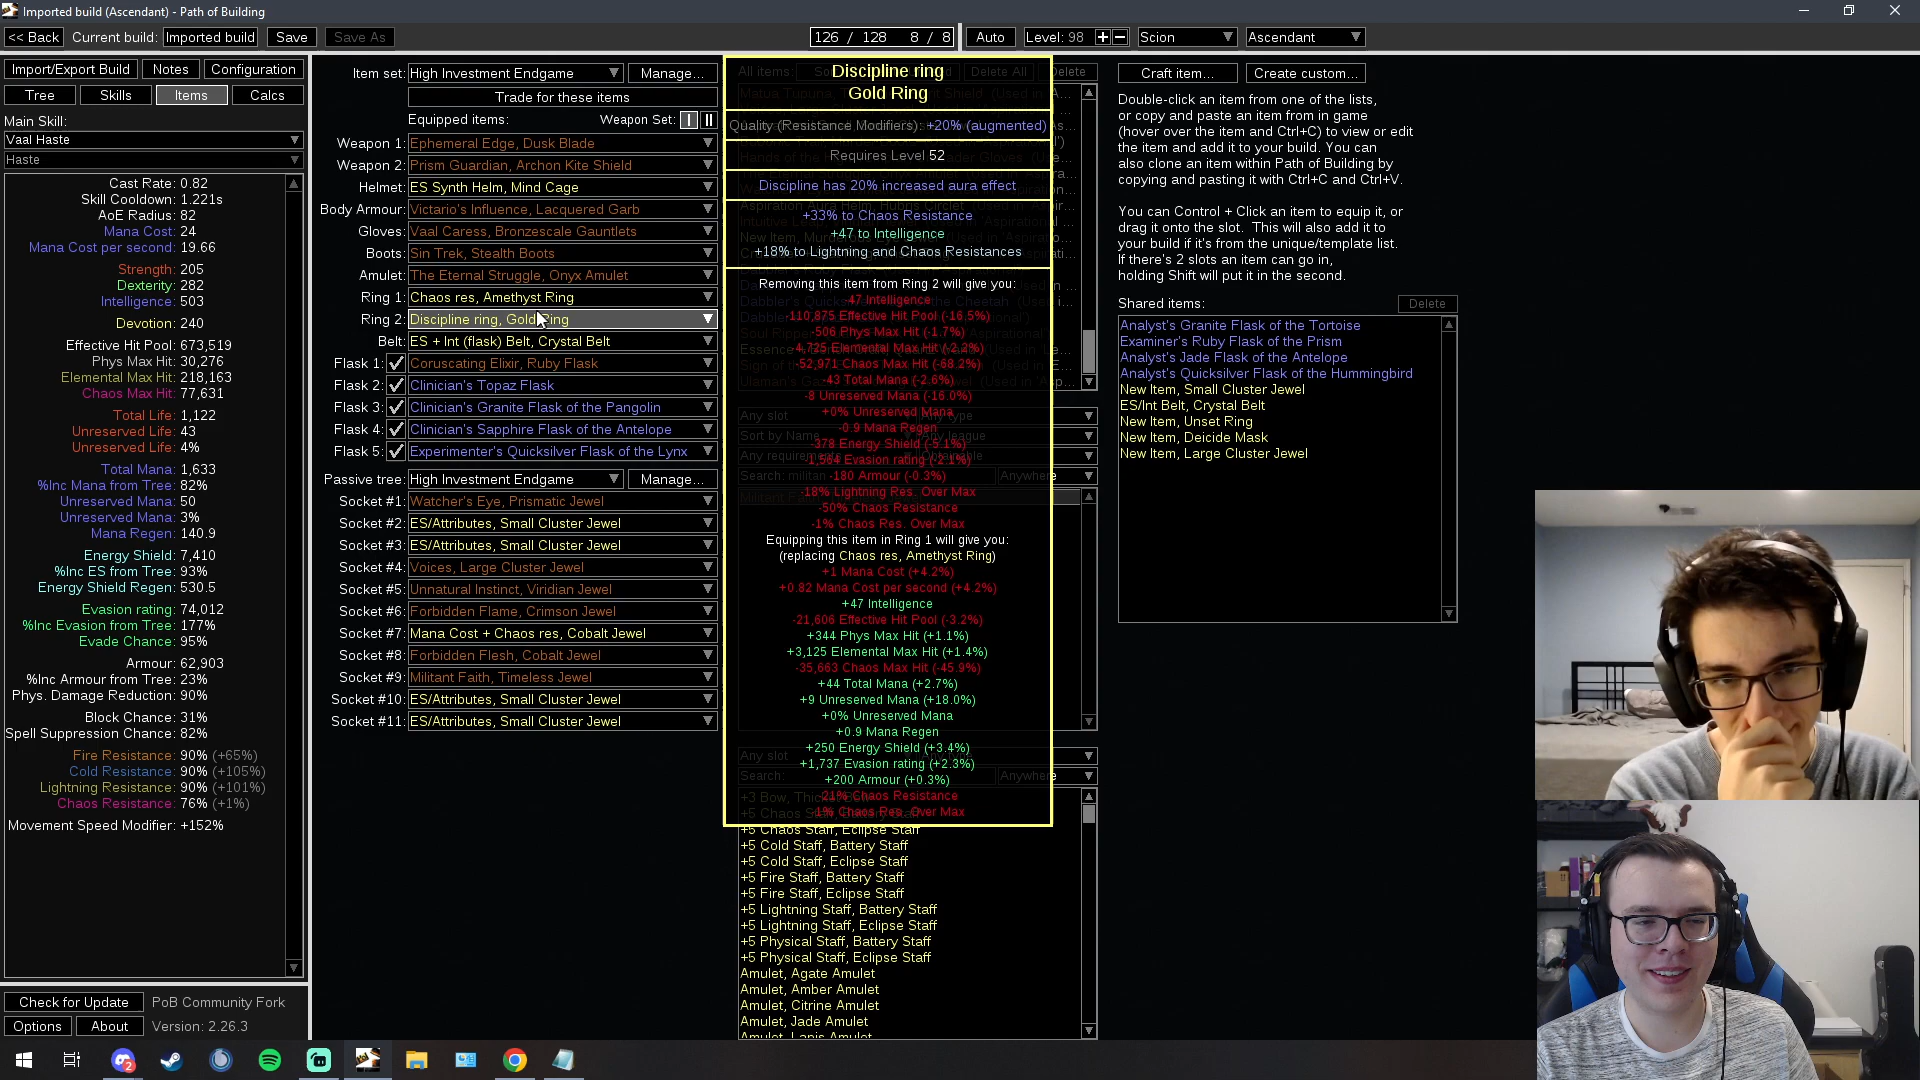 Imported build (Ascendant) - Path of Building
<< Back
Current build:
Imported build
Save
Save As
126 / 128 8 / 8
Auto
Level: 98
Scion
Ascendant
Import/Export Build
Notes
Configuration
Tree
Skills
Items
Calcs
Main Skill:
Vaal Haste
Haste
Cast Rate: 0.82
Skill Cooldown: 1.221s
AoE Radius: 82
Mana Cost: 24
Mana Cost per second: 19.66
Strength: 205
Dexterity: 282
Intelligence: 503
Devotion: 240
Effective Hit Pool: 673,519
Phys Max Hit: 30,276
Elemental Max Hit: 218,163
Chaos Max Hit: 77,631
Total Life: 1,122
Unreserved Life: 43
Unreserved Life: 4%
Total Mana: 1,633
%Inc Mana from Tree: 82%
Unreserved Mana: 50
Unreserved Mana: 3%
Mana Regen: 140.9
Energy Shield: 7,410
%Inc ES from Tree: 93%
Energy Shield Regen: 530.5
Evasion rating: 74,012
%Inc Evasion from Tree: 177%
Evade Chance: 95%
Armour: 62,903
%Inc Armour from Tree: 23%
Phys. Damage Reduction: 90%
Block Chance: 31%
Spell Suppression Chance: 82%
Fire Resistance: 90% (+65%)
Cold Resistance: 90% (+105%)
Lightning Resistance: 90% (+101%)
Chaos Resistance: 76% (+1%)
Movement Speed Modifier: +152%
Check for Update
PoB Community Fork
Options
About
Version: 2.26.3
Item set: High Investment Endgame
Manage...
Trade for these items
Equipped items:
Weapon Set: I II
Weapon 1: Ephemeral Edge, Dusk Blade
Weapon 2: Prism Guardian, Archon Kite Shield
Helmet: ES Synth Helm, Mind Cage
Body Armour: Victario's Influence, Lacquered Garb
Gloves: Vaal Caress, Bronzescale Gauntlets
Boots: Sin Trek, Stealth Boots
Amulet: The Eternal Struggle, Onyx Amulet
Ring 1: Chaos res, Amethyst Ring
Ring 2: Discipline ring, Gold Ring
Belt: ES + Int (flask) Belt, Crystal Belt
Flask 1: Coruscating Elixir, Ruby Flask
Flask 2: Clinician's Topaz Flask
Flask 3: Clinician's Granite Flask of the Pangolin
Flask 4: Clinician's Sapphire Flask of the Antelope
Flask 5: Experimenter's Quicksilver Flask of the Lynx
Passive tree: High Investment Endgame
Manage...
Socket #1: Watcher's Eye, Prismatic Jewel
Socket #2: ES/Attributes, Small Cluster Jewel
Socket #3: ES/Attributes, Small Cluster Jewel
Socket #4: Voices, Large Cluster Jewel
Socket #5: Unnatural Instinct, Viridian Jewel
Socket #6: Forbidden Flame, Crimson Jewel
Socket #7: Mana Cost + Chaos res, Cobalt Jewel
Socket #8: Forbidden Flesh, Cobalt Jewel
Socket #9: Militant Faith, Timeless Jewel
Socket #10: ES/Attributes, Small Cluster Jewel
Socket #11: ES/Attributes, Small Cluster Jewel
All items:
Delete All
Delete
Discipline ring
Gold Ring
Quality (Resistance Modifiers): +20% (augmented)
Requires Level 52
Discipline has 20% increased aura effect
+33% to Chaos Resistance
+47 to Intelligence
+18% to Lightning and Chaos Resistances
Removing this item from Ring 2 will give you:
-47 Intelligence
-110,875 Effective Hit Pool (-16.5%)
-506 Phys Max Hit (-1.7%)
-4,725 Elemental Max Hit (-2.2%)
-52,971 Chaos Max Hit (-68.2%)
-43 Total Mana (-2.6%)
-8 Unreserved Mana (-16.0%)
+0% Unreserved Mana
-0.9 Mana Regen
-378 Energy Shield (-5.1%)
-1,564 Evasion rating (-2.1%)
-180 Armour (-0.3%)
-18% Lightning Res. Over Max
-50% Chaos Resistance
-1% Chaos Res. Over Max
Equipping this item in Ring 1 will give you:
(replacing Chaos res, Amethyst Ring)
+1 Mana Cost (+4.2%)
+0.82 Mana Cost per second (+4.2%)
+47 Intelligence
-21,606 Effective Hit Pool (-3.2%)
+344 Phys Max Hit (+1.1%)
+3,125 Elemental Max Hit (+1.4%)
-35,663 Chaos Max Hit (-45.9%)
+44 Total Mana (+2.7%)
+9 Unreserved Mana (+18.0%)
+0% Unreserved Mana
+0.9 Mana Regen
+250 Energy Shield (+3.4%)
+1,737 Evasion rating (+2.3%)
+200 Armour (+0.3%)
-21% Chaos Resistance
-1% Chaos Res. Over Max
Any slot
Sort by Name
Search: militan
Anywhere
Any slot
Search:
Anywhere
+5 Chaos Staff, Eclipse Staff
+5 Cold Staff, Battery Staff
+5 Cold Staff, Eclipse Staff
+5 Fire Staff, Battery Staff
+5 Fire Staff, Eclipse Staff
+5 Lightning Staff, Battery Staff
+5 Lightning Staff, Eclipse Staff
+5 Physical Staff, Battery Staff
+5 Physical Staff, Eclipse Staff
Amulet, Agate Amulet
Amulet, Amber Amulet
Amulet, Citrine Amulet
Amulet, Jade Amulet
Amulet, Lapis Amulet
Craft item...
Create custom...
Double-click an item from one of the lists,
or copy and paste an item from in game
(hover over the item and Ctrl+C) to view or edit
the item and add it to your build. You can
also clone an item within Path of Building by
copying and pasting it with Ctrl+C and Ctrl+V.
You can Control + Click an item to equip it, or
drag it onto the slot. This will also add it to
your build if it's from the unique/template list.
If there's 2 slots an item can go in,
holding Shift will put it in the second.
Shared items:
Delete
Analyst's Granite Flask of the Tortoise
Examiner's Ruby Flask of the Prism
Analyst's Jade Flask of the Antelope
Analyst's Quicksilver Flask of the Hummingbird
New Item, Small Cluster Jewel
ES/Int Belt, Crystal Belt
New Item, Unset Ring
New Item, Deicide Mask
New Item, Large Cluster Jewel